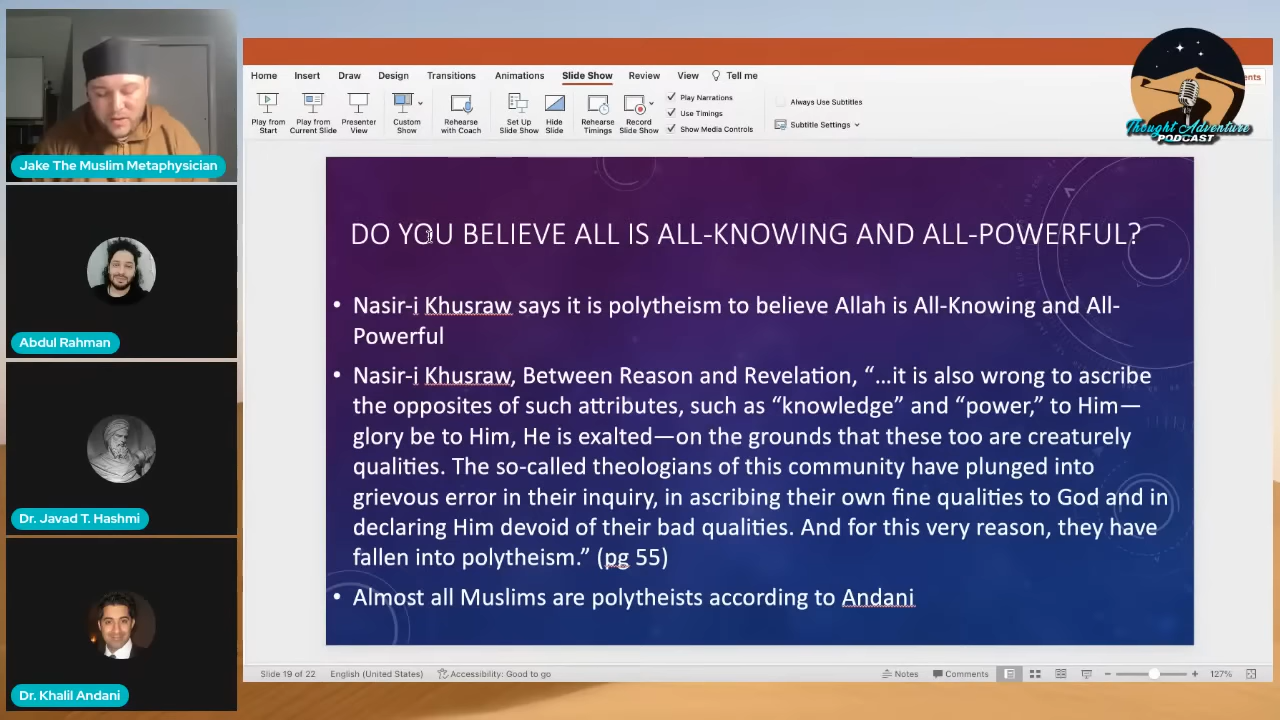 Jake The Muslim Metaphysician
Abdul Rahman
Dr. Javad T. Hashmi
Dr. Khalil Andani
Home Insert Draw Design Transitions Animations Slide Show Review View Tell me
ents
Thought Adventure
PODCAST
Play from
Start
Play from
Current Slide
Presenter
View
Custom
Show
Rehearse
with Coach
Set Up
Slide Show
Hide
Slide
Rehearse
Timings
Record
Slide Show
Play Narrations
Use Timings
Show Media Controls
Always Use Subtitles
Subtitle Settings
DO YOU BELIEVE ALL IS ALL-KNOWING AND ALL-POWERFUL?
• Nasir-i Khusraw says it is polytheism to believe Allah is All-Knowing and All-
Powerful
• Nasir-i Khusraw, Between Reason and Revelation, “…it is also wrong to ascribe
the opposites of such attributes, such as “knowledge” and “power,” to Him—
glory be to Him, He is exalted—on the grounds that these too are creaturely
qualities. The so-called theologians of this community have plunged into
grievous error in their inquiry, in ascribing their own fine qualities to God and in
declaring Him devoid of their bad qualities. And for this very reason, they have
fallen into polytheism.” (pg 55)
• Almost all Muslims are polytheists according to Andani
Slide 19 of 22 English (United States) Accessibility: Good to go Notes Comments 127%